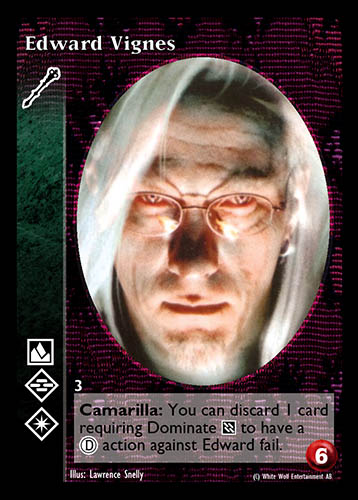 Edward Vignes
3
Camarilla: You can discard 1 card
requiring Dominate to have a
D action against Edward fail.
6
Illus: Lawrence Snelly
(C) White Wolf Entertainment AB.